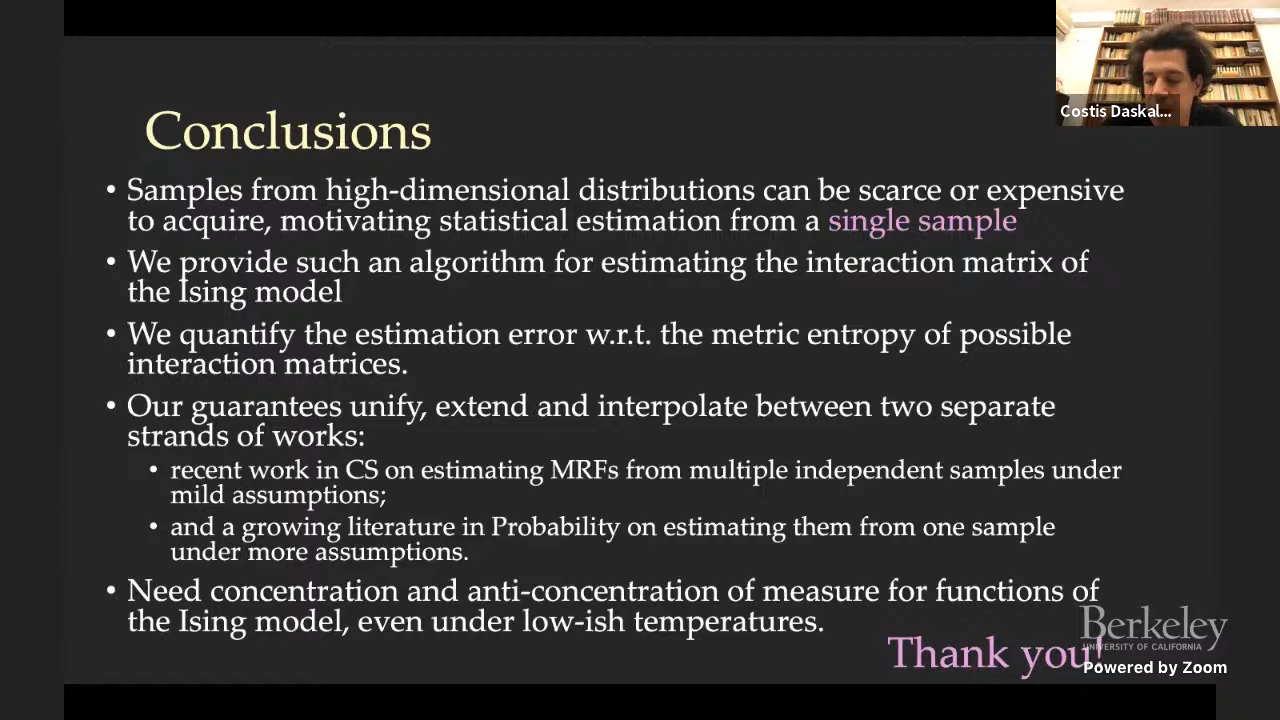 Costis Daskal...
Conclusions
• Samples from high-dimensional distributions can be scarce or expensive
to acquire, motivating statistical estimation from a single sample
• We provide such an algorithm for estimating the interaction matrix of
the Ising model
• We quantify the estimation error w.r.t. the metric entropy of possible
interaction matrices.
• Our guarantees unify, extend and interpolate between two separate
strands of works:
• recent work in CS on estimating MRFs from multiple independent samples under
mild assumptions;
• and a growing literature in Probability on estimating them from one sample
under more assumptions.
• Need concentration and anti-concentration of measure for functions of
the Ising model, even under low-ish temperatures.
Thank you!
Berkeley
UNIVERSITY OF CALIFORNIA
Powered by Zoom